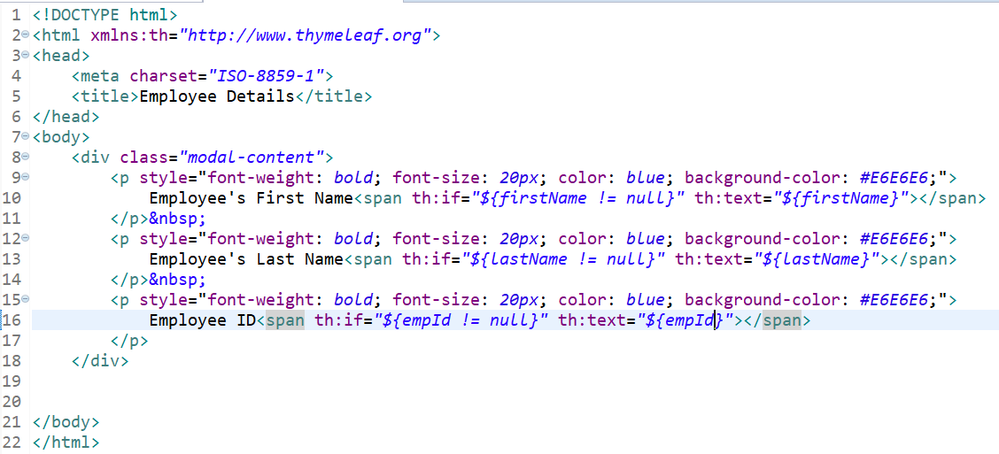 1 <!DOCTYPE html>
2 <html xmlns:th="http://www.thymeleaf.org">
3 <head>
4     <meta charset="ISO-8859-1">
5     <title>Employee Details</title>
6 </head>
7 <body>
8     <div class="modal-content">
9         <p style="font-weight: bold; font-size: 20px; color: blue; background-color: #E6E6E6;">
10             Employee's First Name<span th:if="${firstName != null}" th:text="${firstName}"></span>
11         </p>&nbsp;
12         <p style="font-weight: bold; font-size: 20px; color: blue; background-color: #E6E6E6;">
13             Employee's Last Name<span th:if="${lastName != null}" th:text="${lastName}"></span>
14         </p>&nbsp;
15         <p style="font-weight: bold; font-size: 20px; color: blue; background-color: #E6E6E6;">
16             Employee ID<span th:if="${empId != null}" th:text="${empId}"></span>
17         </p>
18     </div>
19
20
21 </body>
22 </html>